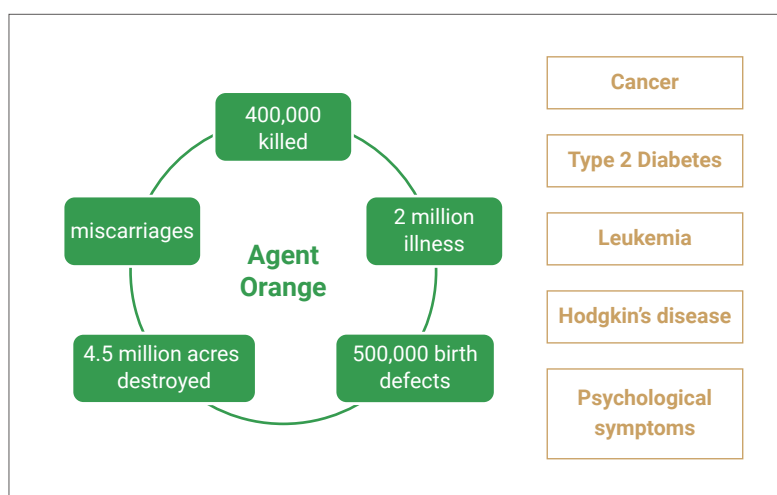 400,000
killed
miscarriages
2 million
illness
Agent
Orange
4.5 million acres
destroyed
500,000 birth
defects
Cancer
Type 2 Diabetes
Leukemia
Hodgkin’s disease
Psychological
symptoms